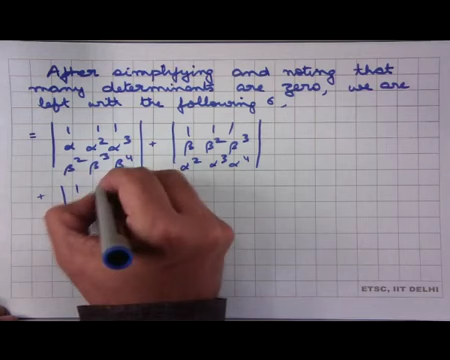 After simplifying and noting that
many determinants are zero, we are
left with the following 6.
= | 1 1 1 | + | 1 1 1 |
| α α² α³ | | β β² β³ |
| β² β³ β⁴ | | α² α³ α⁴ |
+ | 1
ETSC, IIT DELHI